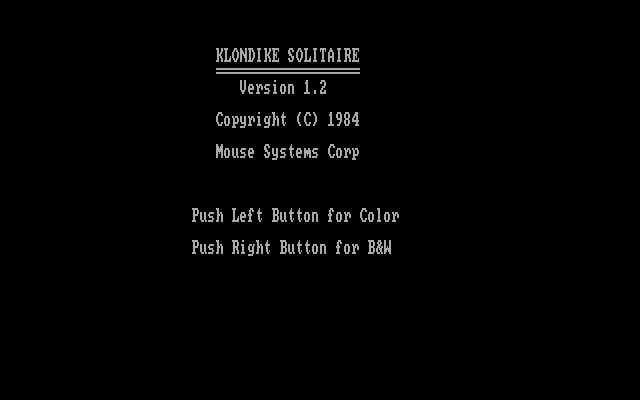 KLONDIKE SOLITAIRE
Version 1.2
Copyright (C) 1984
Mouse Systems Corp
Push Left Button for Color
Push Right Button for B&W